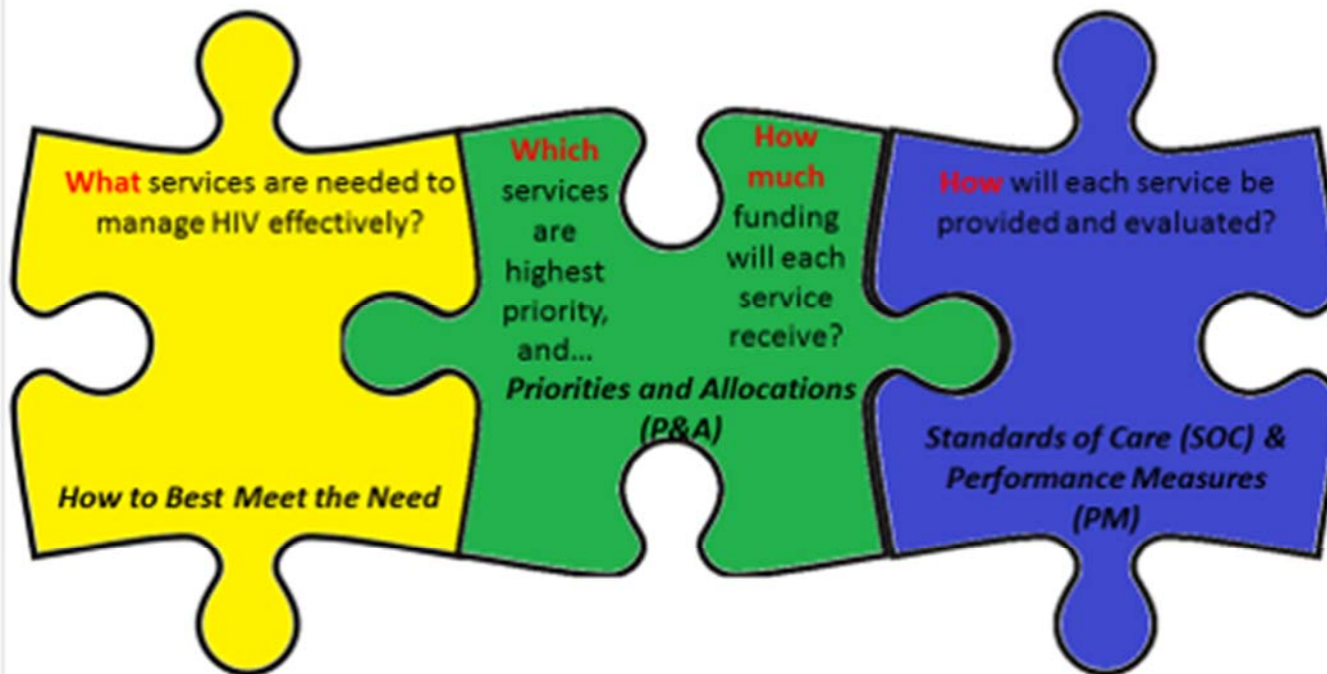 What services are needed to
manage HIV effectively?
How to Best Meet the Need
Which
services
are
highest
priority,
and...
How
much
funding
will each
service
receive?
Priorities and Allocations
(P&A)
How will each service be
provided and evaluated?
Standards of Care (SOC) &
Performance Measures
(PM)